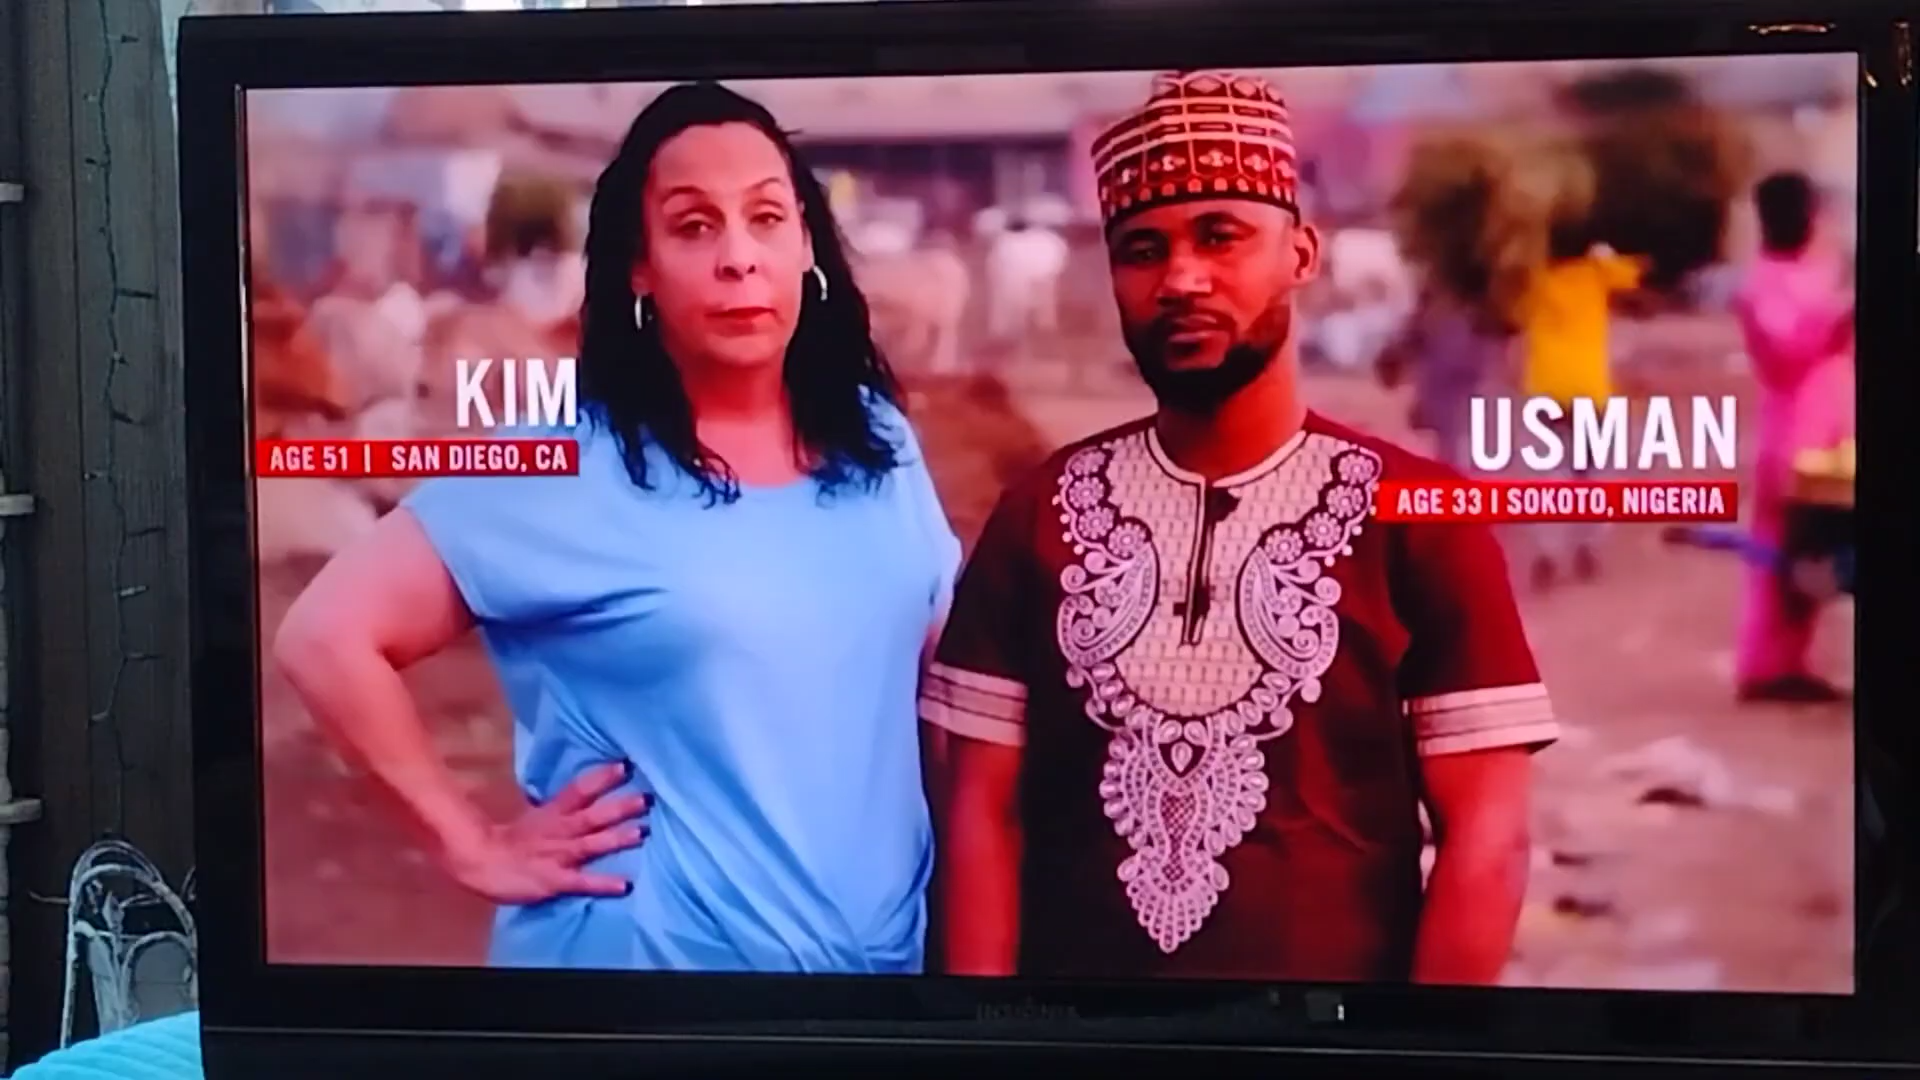 KIM
AGE 51 | SAN DIEGO, CA
USMAN
AGE 33 | SOKOTO, NIGERIA